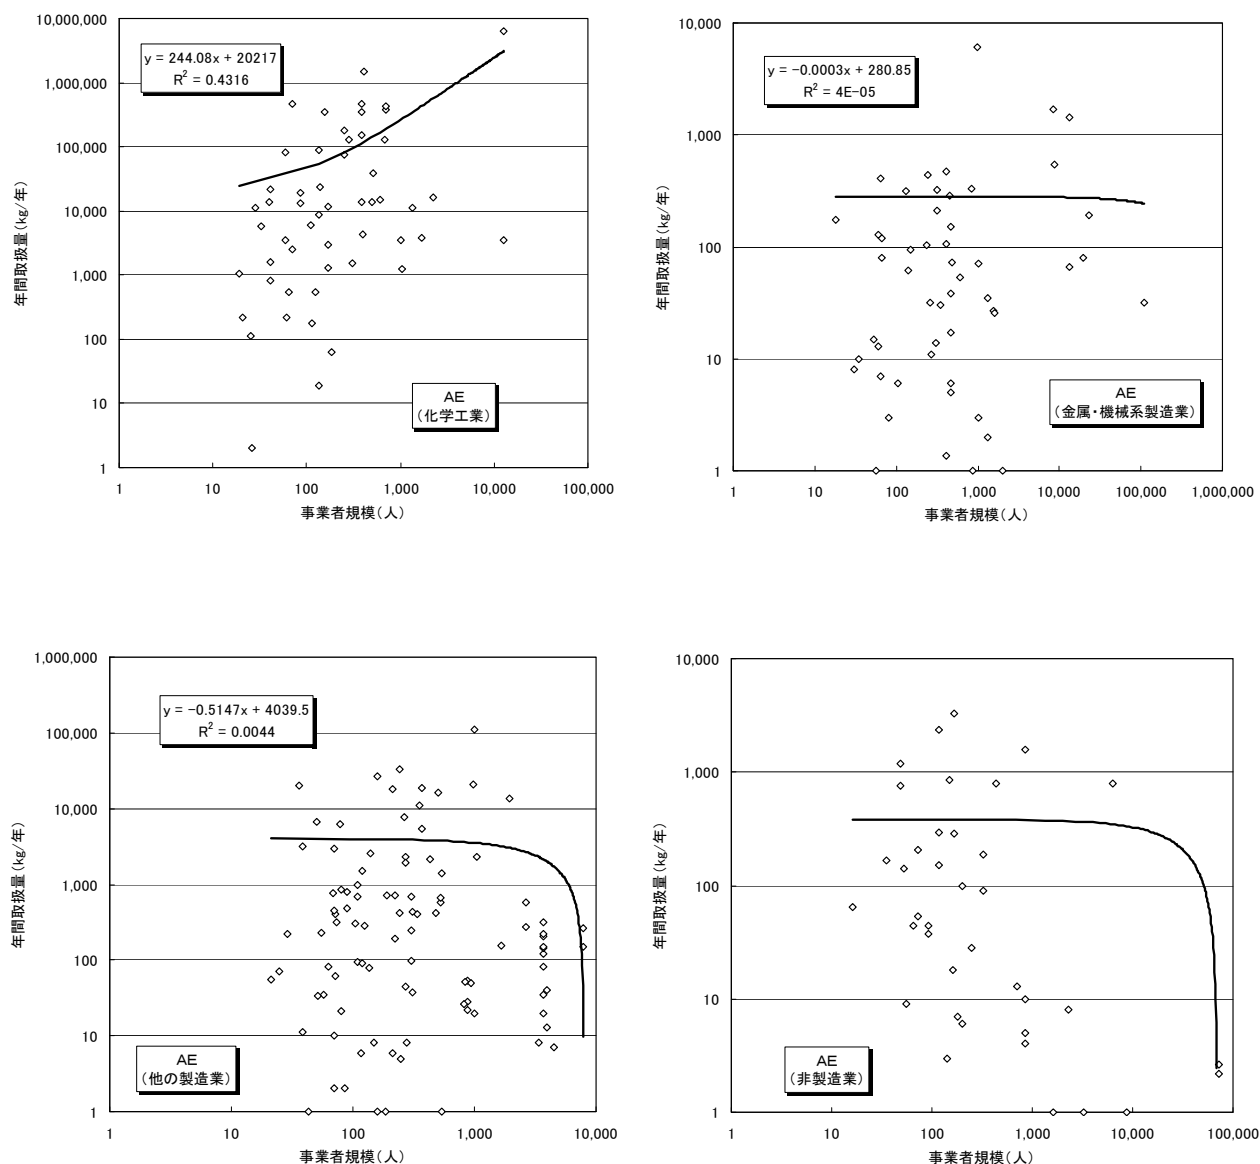 10,000,000
1,000,000
100,000
10,000
1,000
100
10
1
年間取扱量(kg/年)
y = 244.08x + 20217
R² = 0.4316
AE
(化学工業)
1 10 100 1,000 10,000 100,000
事業者規模(人)
10,000
1,000
100
10
1
年間取扱量(kg/年)
y = -0.0003x + 280.85
R² = 4E-05
AE
(金属・機械系製造業)
1 10 100 1,000 10,000 100,000 1,000,000
事業者規模(人)
1,000,000
100,000
10,000
1,000
100
10
1
年間取扱量(kg/年)
y = -0.5147x + 4039.5
R² = 0.0044
AE
(他の製造業)
1 10 100 1,000 10,000
事業者規模(人)
10,000
1,000
100
10
1
年間取扱量(kg/年)
AE
(非製造業)
1 10 100 1,000 10,000 100,000
事業者規模(人)